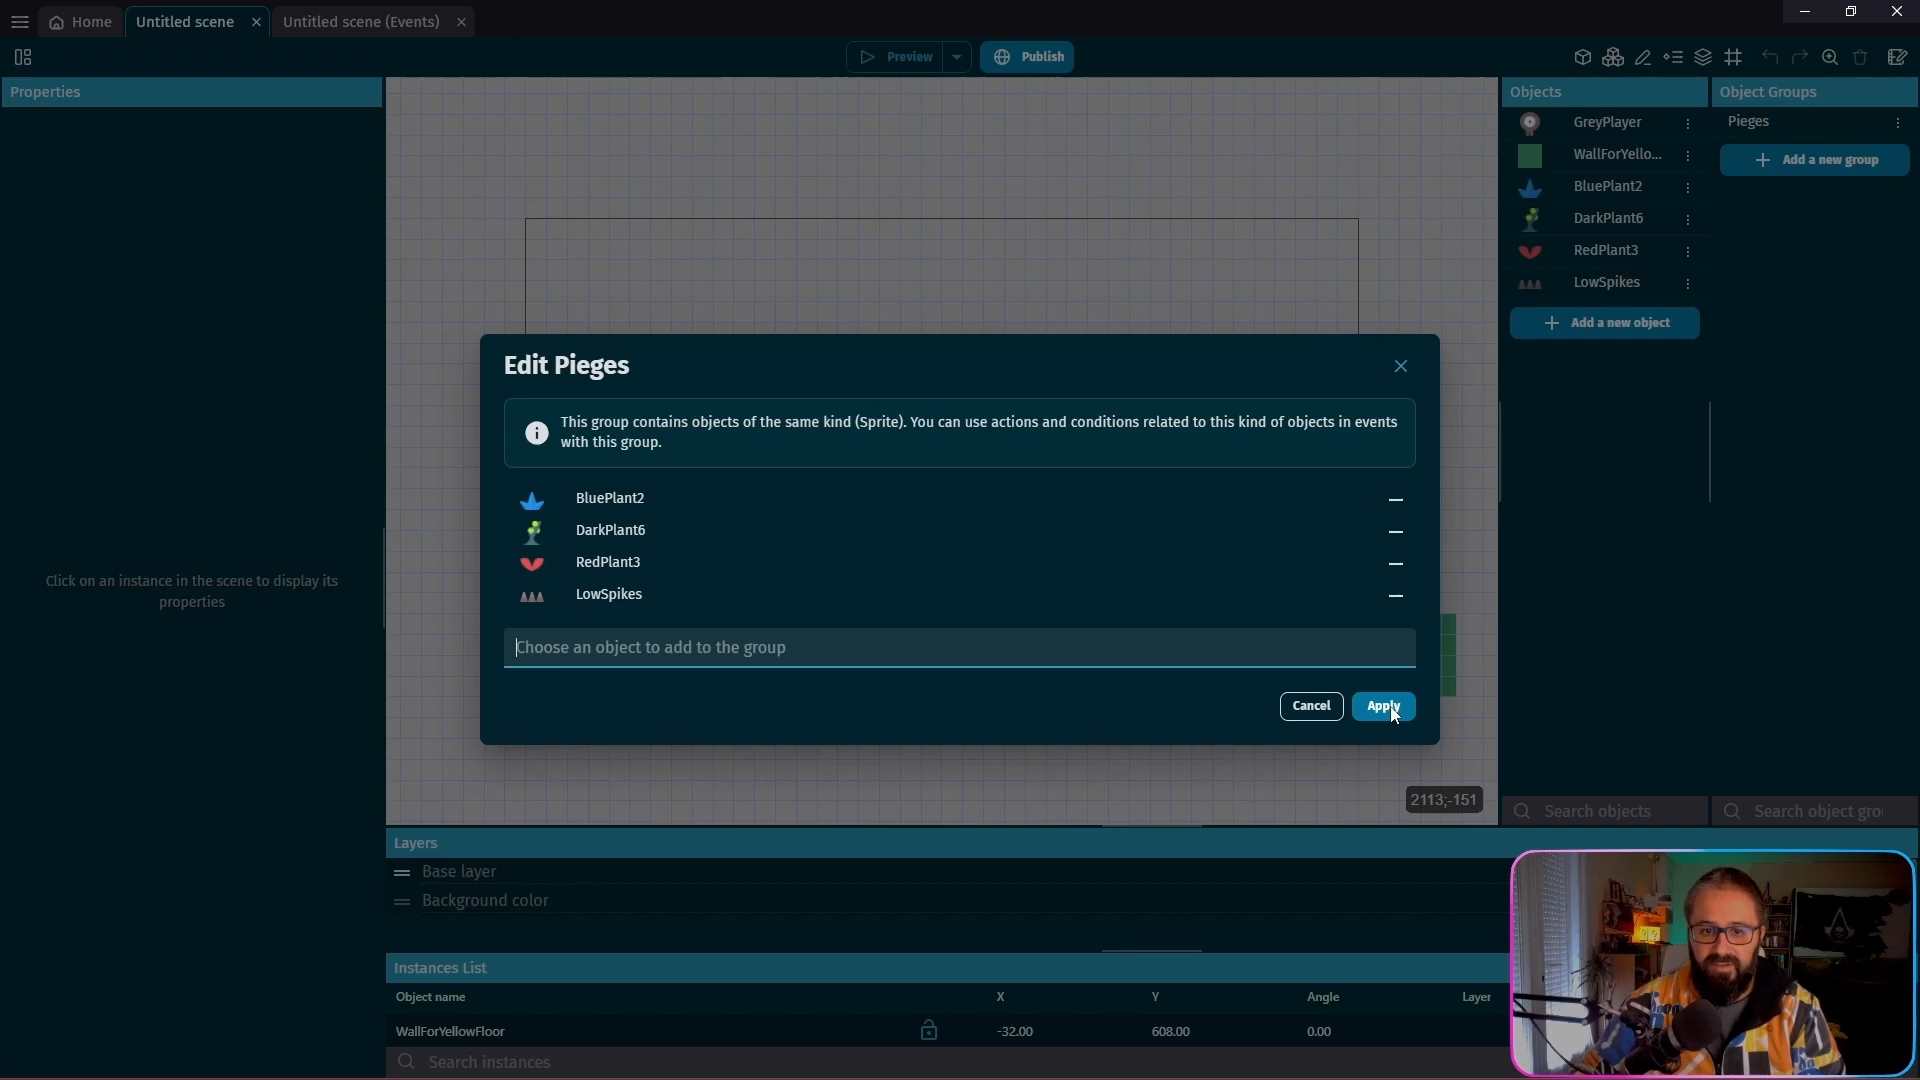 Home
Untitled scene
Untitled scene (Events)
Preview
Publish
Properties
Objects
Object Groups
GreyPlayer
WallForYello...
BluePlant2
DarkPlant6
RedPlant3
LowSpikes
Add a new object
Pieges
Add a new group
Click on an instance in the scene to display its
properties
Edit Pieges
This group contains objects of the same kind (Sprite). You can use actions and conditions related to this kind of objects in events
with this group.
BluePlant2
DarkPlant6
RedPlant3
LowSpikes
Choose an object to add to the group
Cancel
Apply
2113;-151
Search objects
Search object gro
Layers
Base layer
Background color
Instances List
Object name X Y Angle Layer
WallForYellowFloor -32.00 608.00 0.00
Search instances